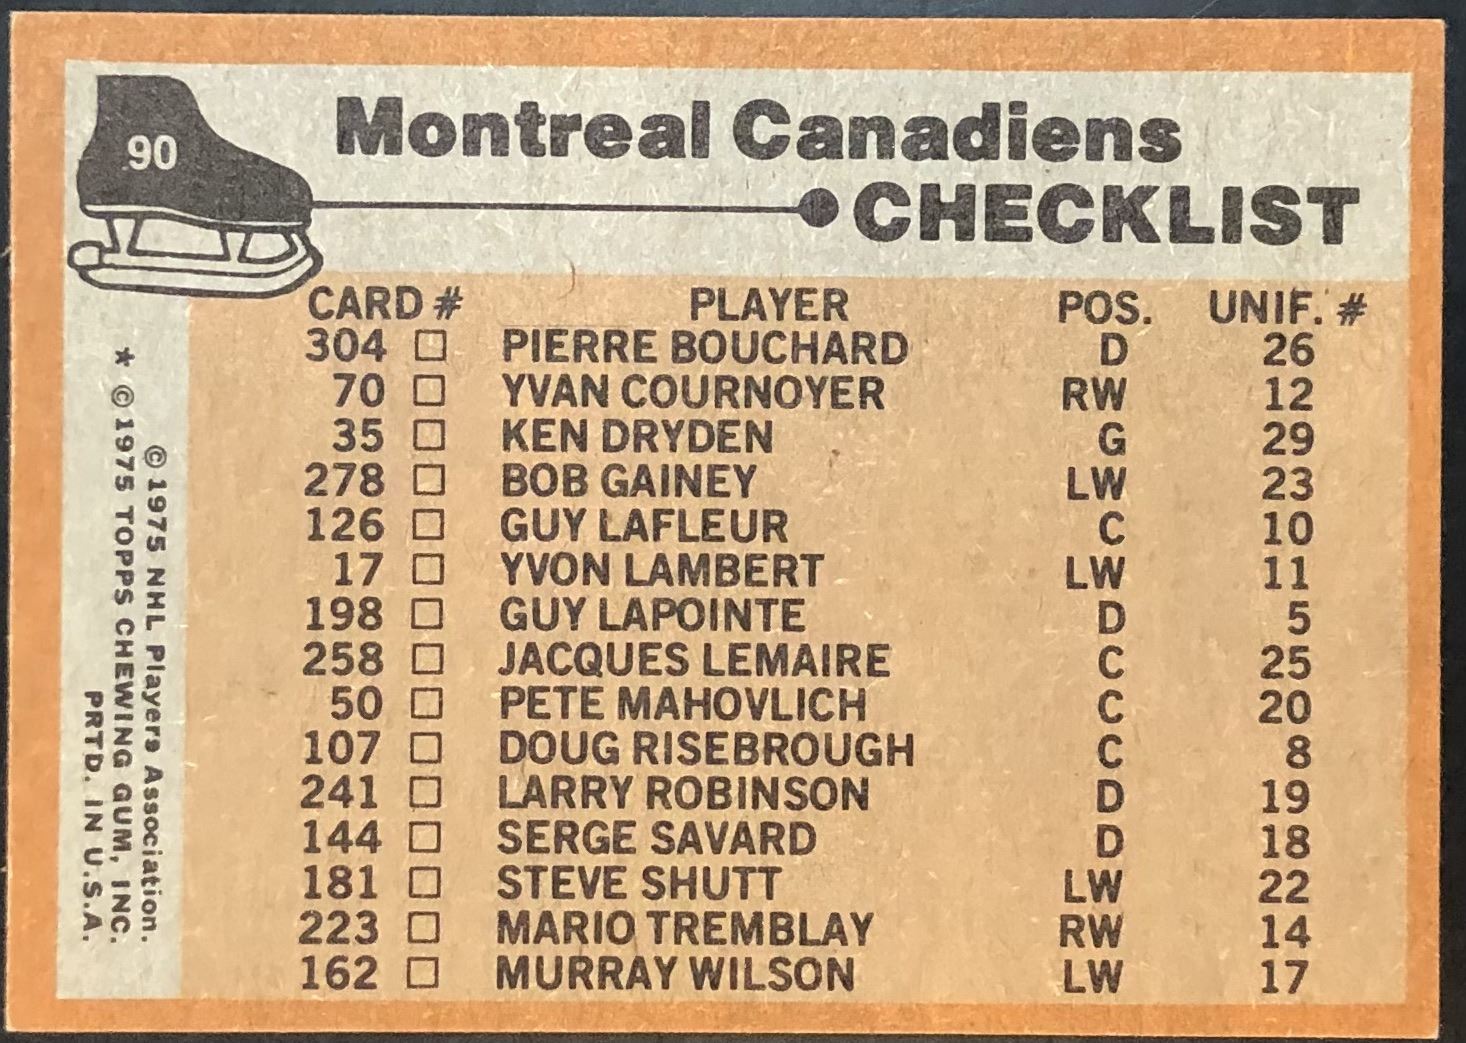 90
Montreal Canadiens
CHECKLIST
CARD # PLAYER POS. UNIF. #
304 □ PIERRE BOUCHARD D 26
70 □ YVAN COURNOYER RW 12
35 □ KEN DRYDEN G 29
278 □ BOB GAINEY LW 23
126 □ GUY LAFLEUR C 10
17 □ YVON LAMBERT LW 11
198 □ GUY LAPOINTE D 5
258 □ JACQUES LEMAIRE C 25
50 □ PETE MAHOVLICH C 20
107 □ DOUG RISEBROUGH C 8
241 □ LARRY ROBINSON D 19
144 □ SERGE SAVARD D 18
181 □ STEVE SHUTT LW 22
223 □ MARIO TREMBLAY RW 14
162 □ MURRAY WILSON LW 17
©1975 NHL Players Association.
* ©1975 TOPPS CHEWING GUM, INC.
PRTD. IN U.S.A.